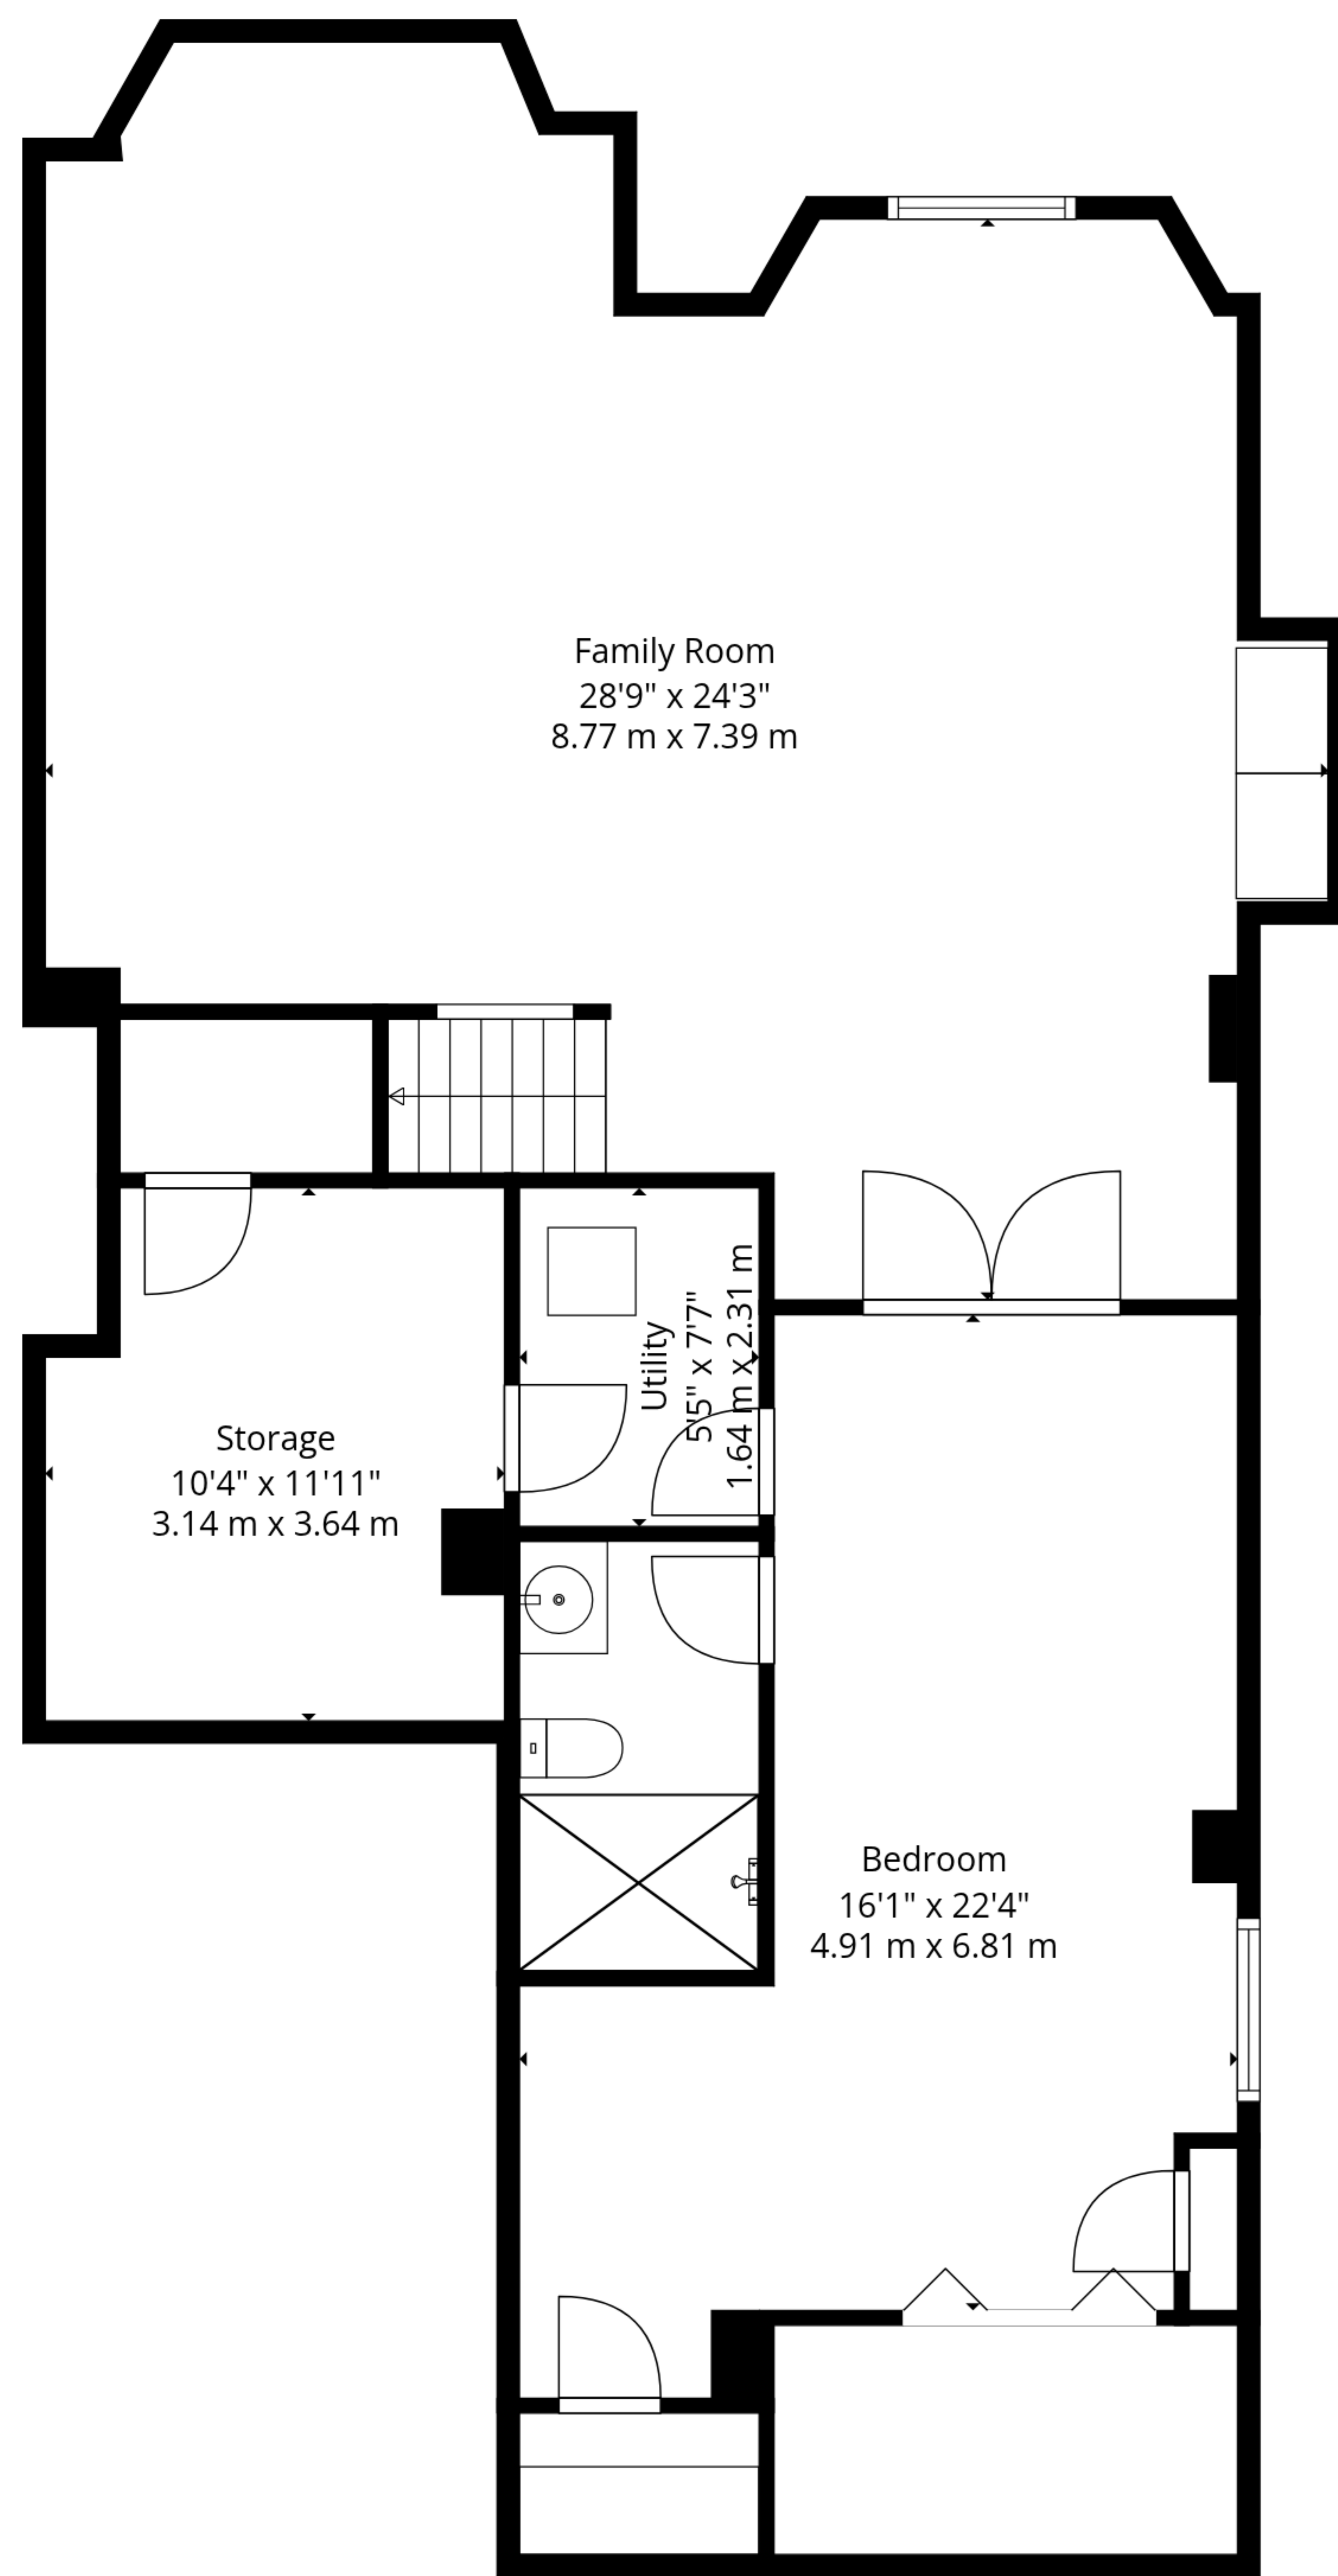 Family Room
28'9" x 24'3"
8.77 m x 7.39 m
Utility
5'5" x 7'7"
1.64 m x 2.31 m
Storage
10'4" x 11'11"
3.14 m x 3.64 m
Bedroom
16'1" x 22'4"
4.91 m x 6.81 m